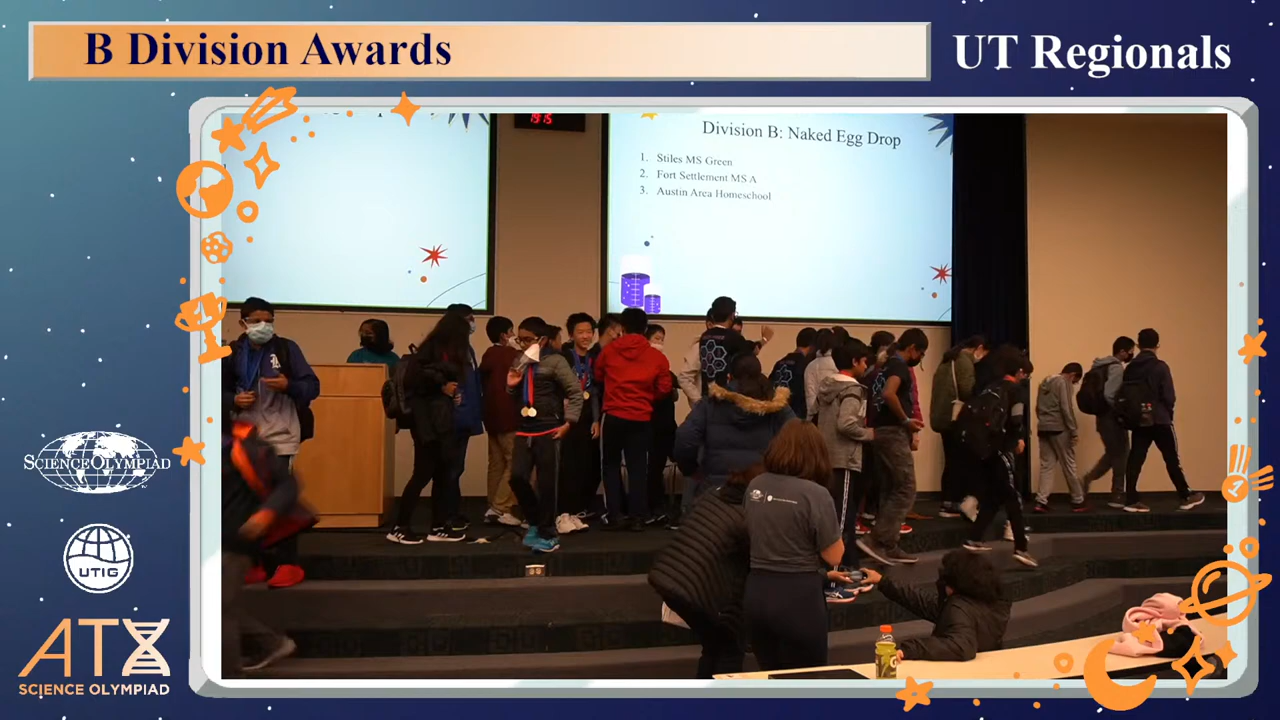 B Division Awards
UT Regionals
1915
Division B: Naked Egg Drop
1. Stiles MS Green
2. Fort Settlement MS A
3. Austin Area Homeschool
SCIENCE OLYMPIAD
UTIG
ATX
SCIENCE OLYMPIAD